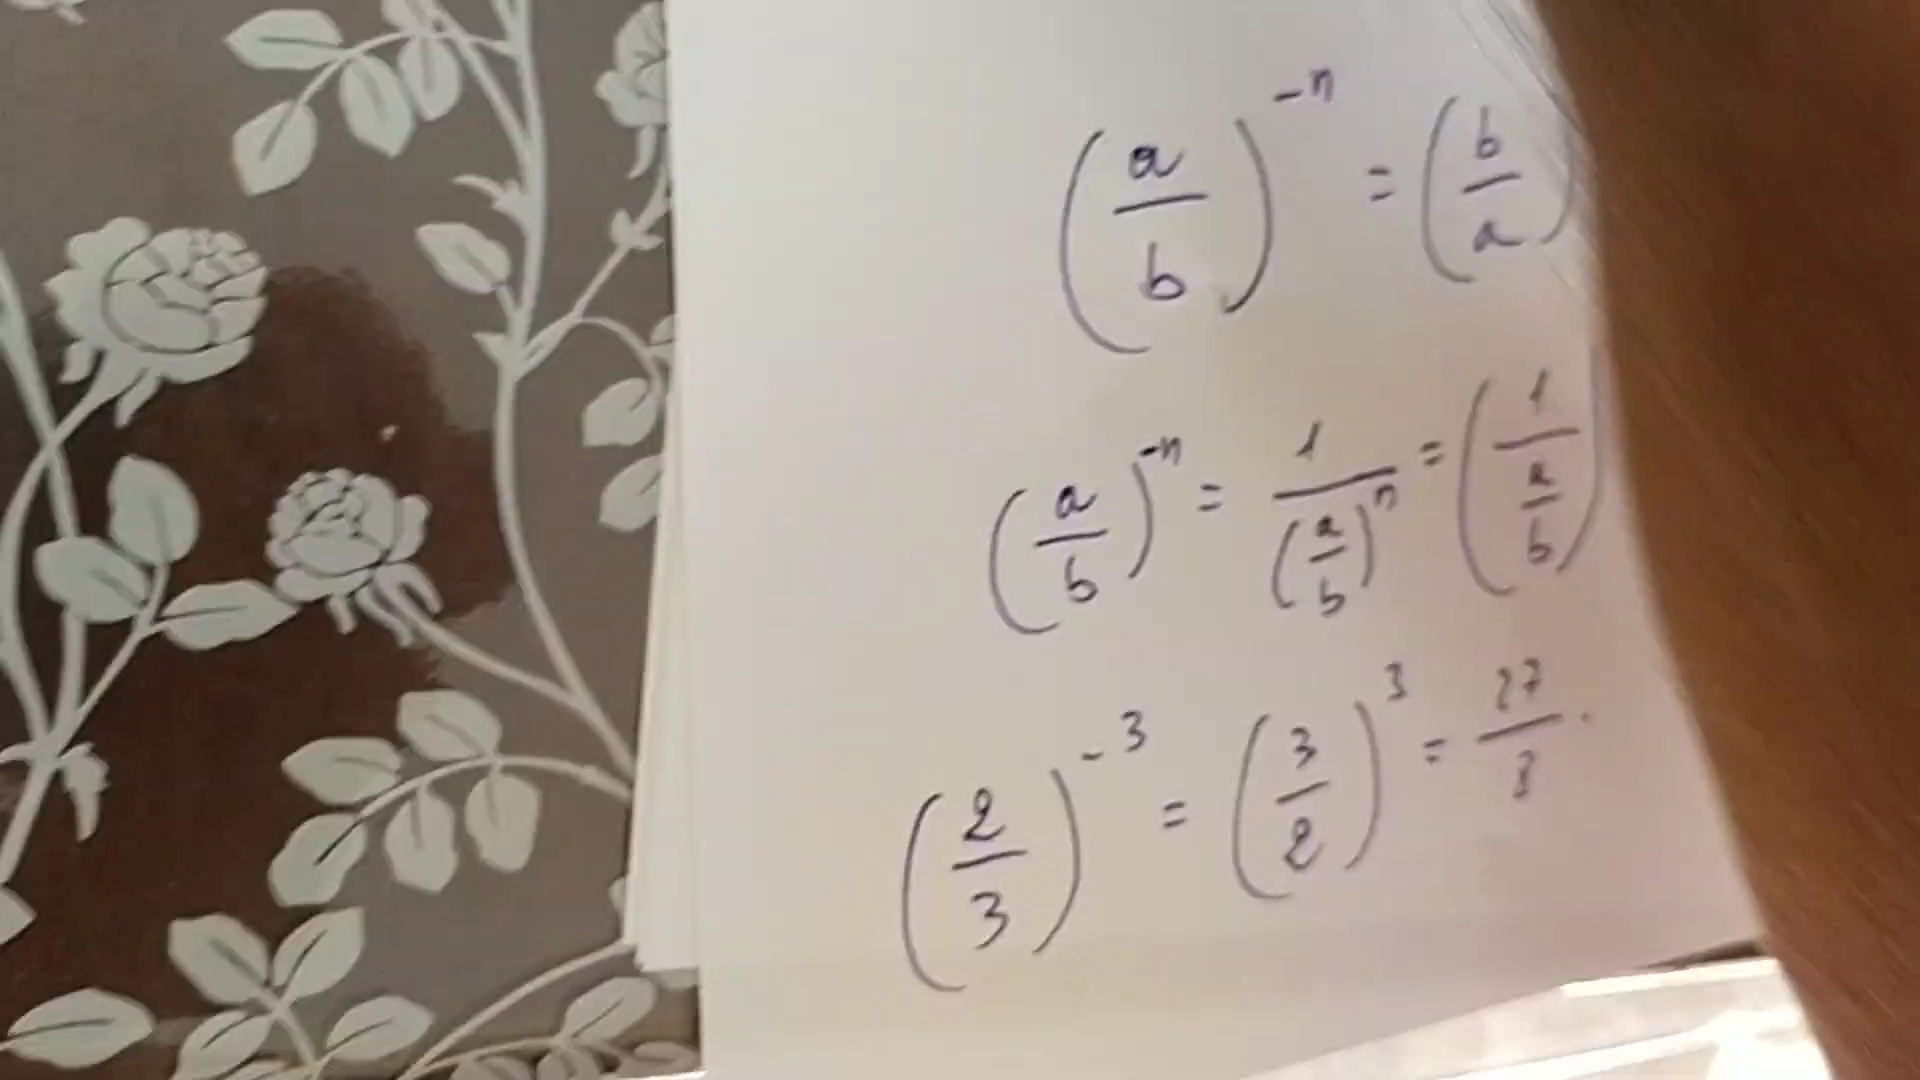 (a/b)^-n = (b/a)
(a/b)^-n = 1/(a/b)^n = (1/(a/b))
(2/3)^-3 = (3/2)^3 = 27/8.